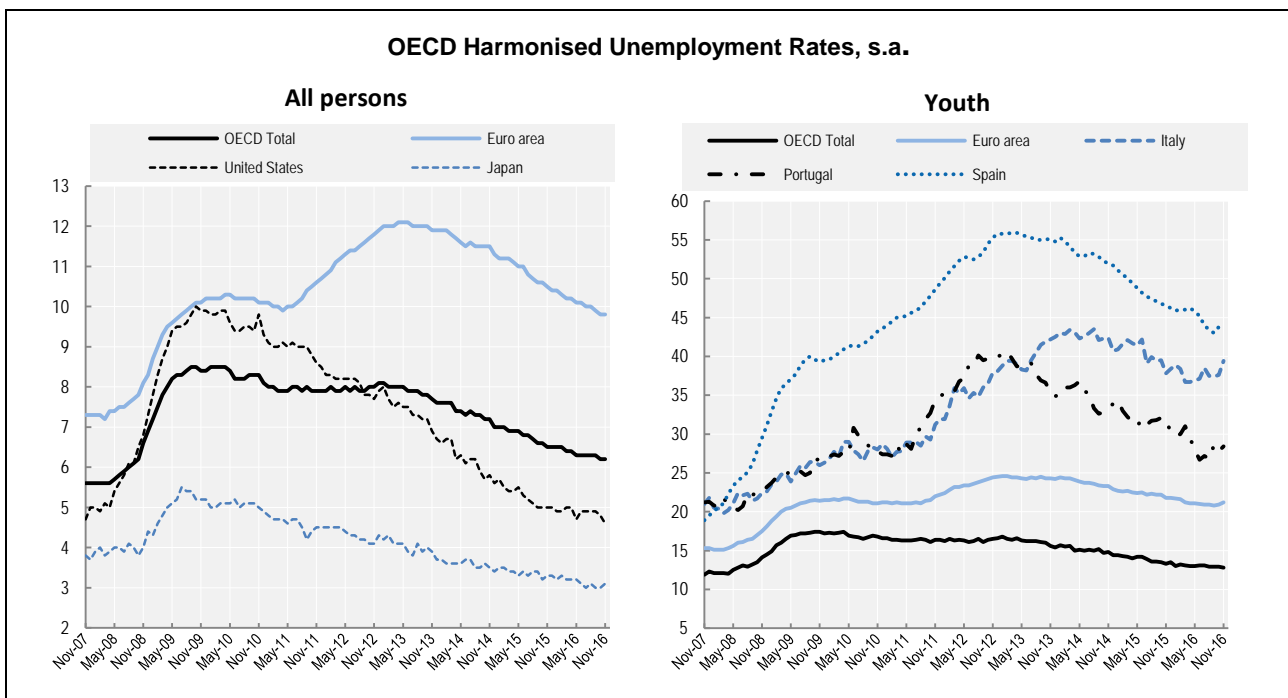 OECD Harmonised Unemployment Rates, s.a.
All persons
OECD Total
Euro area
United States
Japan
13
12
11
10
9
8
7
6
5
4
3
2
Nov-07
May-08
Nov-08
May-09
Nov-09
May-10
Nov-10
May-11
Nov-11
May-12
Nov-12
May-13
Nov-13
May-14
Nov-14
May-15
Nov-15
May-16
Nov-16
Youth
OECD Total
Euro area
Italy
Portugal
Spain
60
55
50
45
40
35
30
25
20
15
10
5
Nov-07
May-08
Nov-08
May-09
Nov-09
May-10
Nov-10
May-11
Nov-11
May-12
Nov-12
May-13
Nov-13
May-14
Nov-14
May-15
Nov-15
May-16
Nov-16